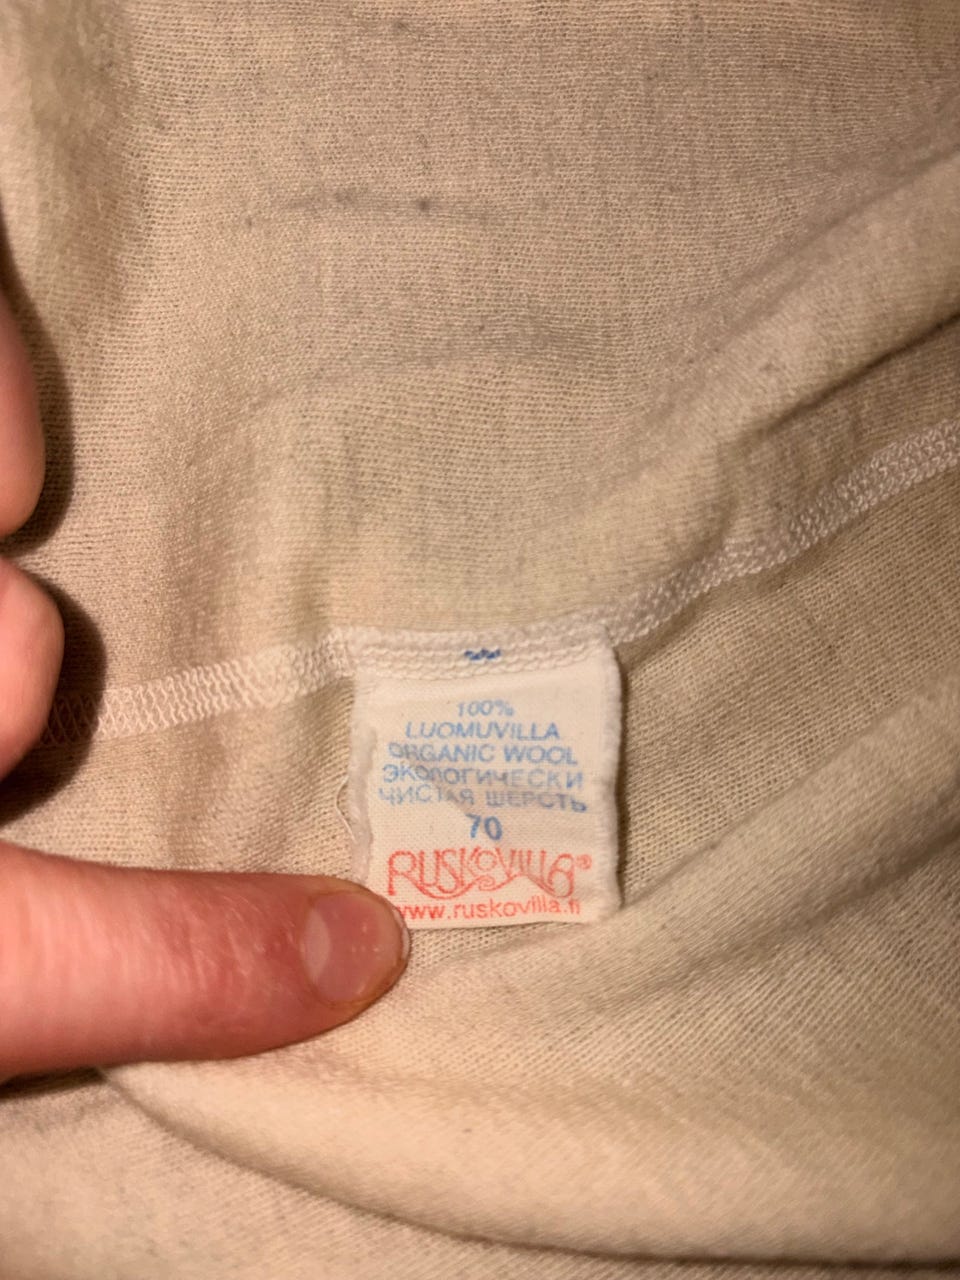 100%
LUOMUVILLA
ORGANIC WOOL
ЭКОЛОГИЧЕСКИ
ЧИСТАЯ ШЕРСТЬ
70
RUSKOVILLA®
www.ruskovilla.fi